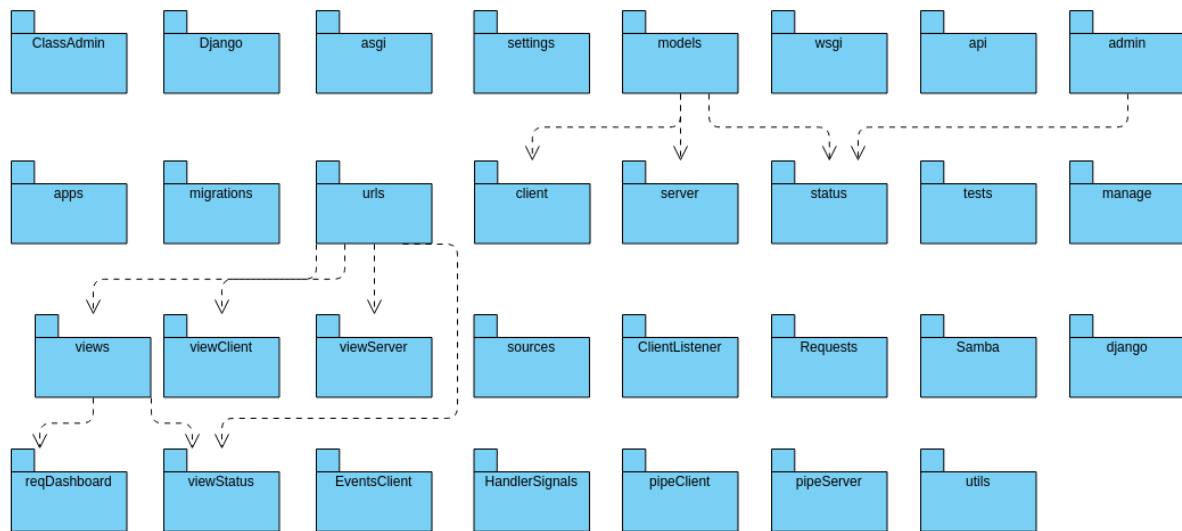 ClassAdmin
Django
asgi
settings
models
wsgi
api
admin
apps
migrations
urls
client
server
status
tests
manage
views
viewClient
viewServer
sources
ClientListener
Requests
Samba
django
reqDashboard
viewStatus
EventsClient
HandlerSignals
pipeClient
pipeServer
utils